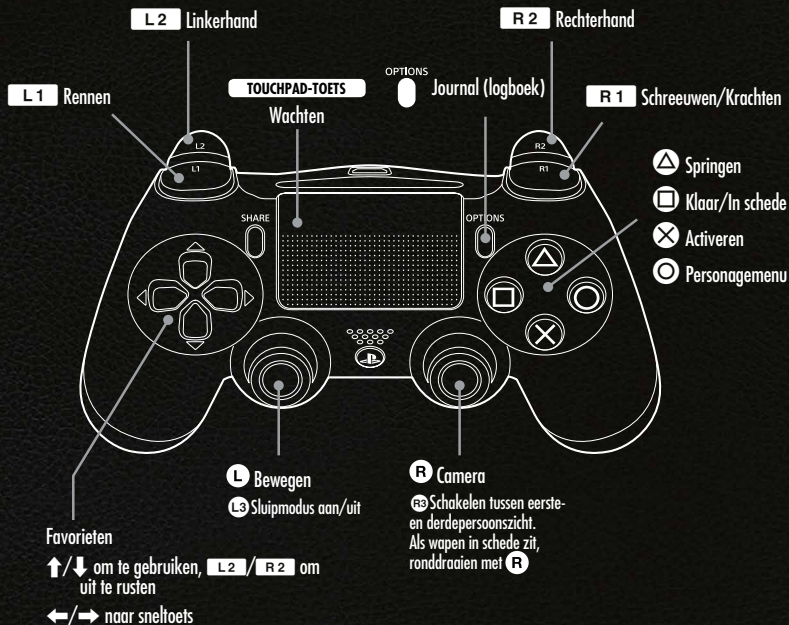 L2 Linkerhand
R2 Rechterhand
L1 Rennen
TOUCHPAD-TOETS
Wachten
OPTIONS
Journal (logboek)
R1 Schreeuwen/Krachten
L2
L1
R2
R1
SHARE
OPTIONS
Springen
Klaar/In schede
Activeren
Personagemenu
L Bewegen
L3 Sluipmodus aan/uit
R Camera
R3 Schakelen tussen eerste-
en derdepersoonszicht.
Als wapen in schede zit,
ronddraaien met R
Favorieten
↑/↓ om te gebruiken, L2/R2 om
uit te rusten
←/→ naar sneltoets